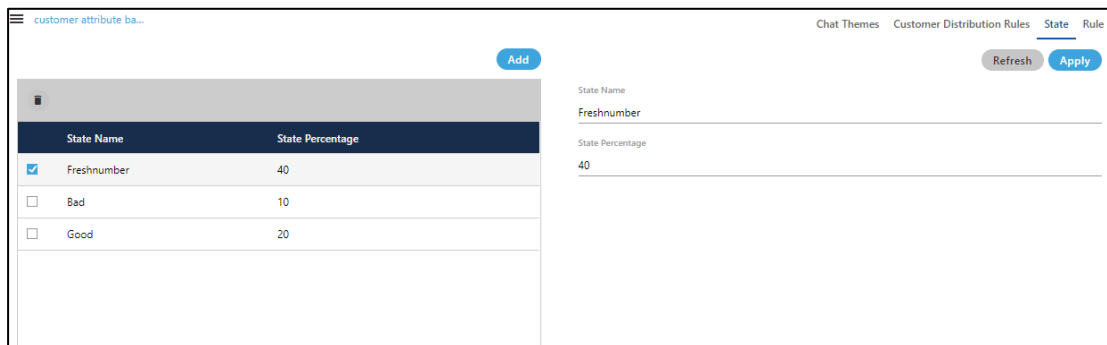 customer attribute ba...
Chat Themes Customer Distribution Rules State Rule
Add
Refresh Apply
State Name State Percentage
Freshnumber 40
Bad 10
Good 20
State Name
Freshnumber
State Percentage
40